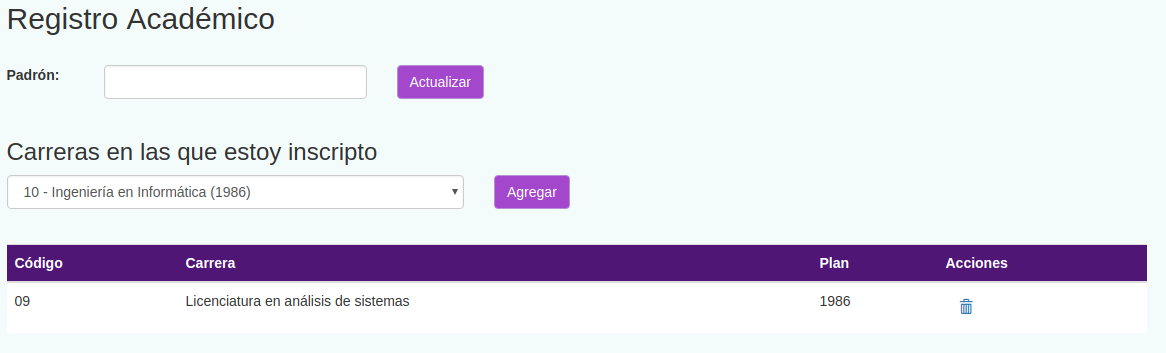 Registro Académico
Padrón:
Actualizar
Carreras en las que estoy inscripto
10 - Ingeniería en Informática (1986)
Agregar
Código Carrera Plan Acciones
09 Licenciatura en análisis de sistemas 1986